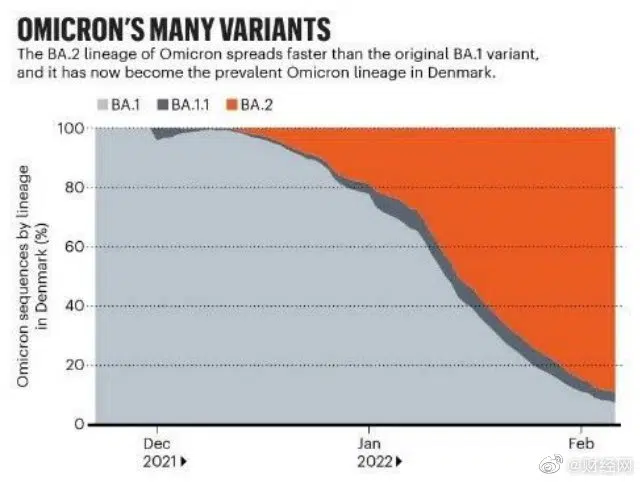 OMICRON'S MANY VARIANTS
The BA.2 lineage of Omicron spreads faster than the original BA.1 variant,
and it has now become the prevalent Omicron lineage in Denmark.
BA.1 BA.1.1 BA.2
Omicron sequences by lineage
in Denmark (%)
100
80
60
40
20
0
Dec Jan Feb
2021 2022
@财经网